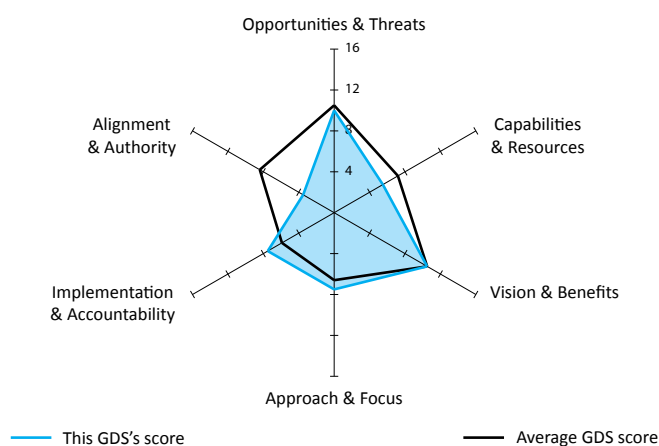 Opportunities & Threats
16
12
8
4
Alignment
& Authority
Capabilities
& Resources
Implementation
& Accountability
Vision & Benefits
Approach & Focus
This GDS's score
Average GDS score